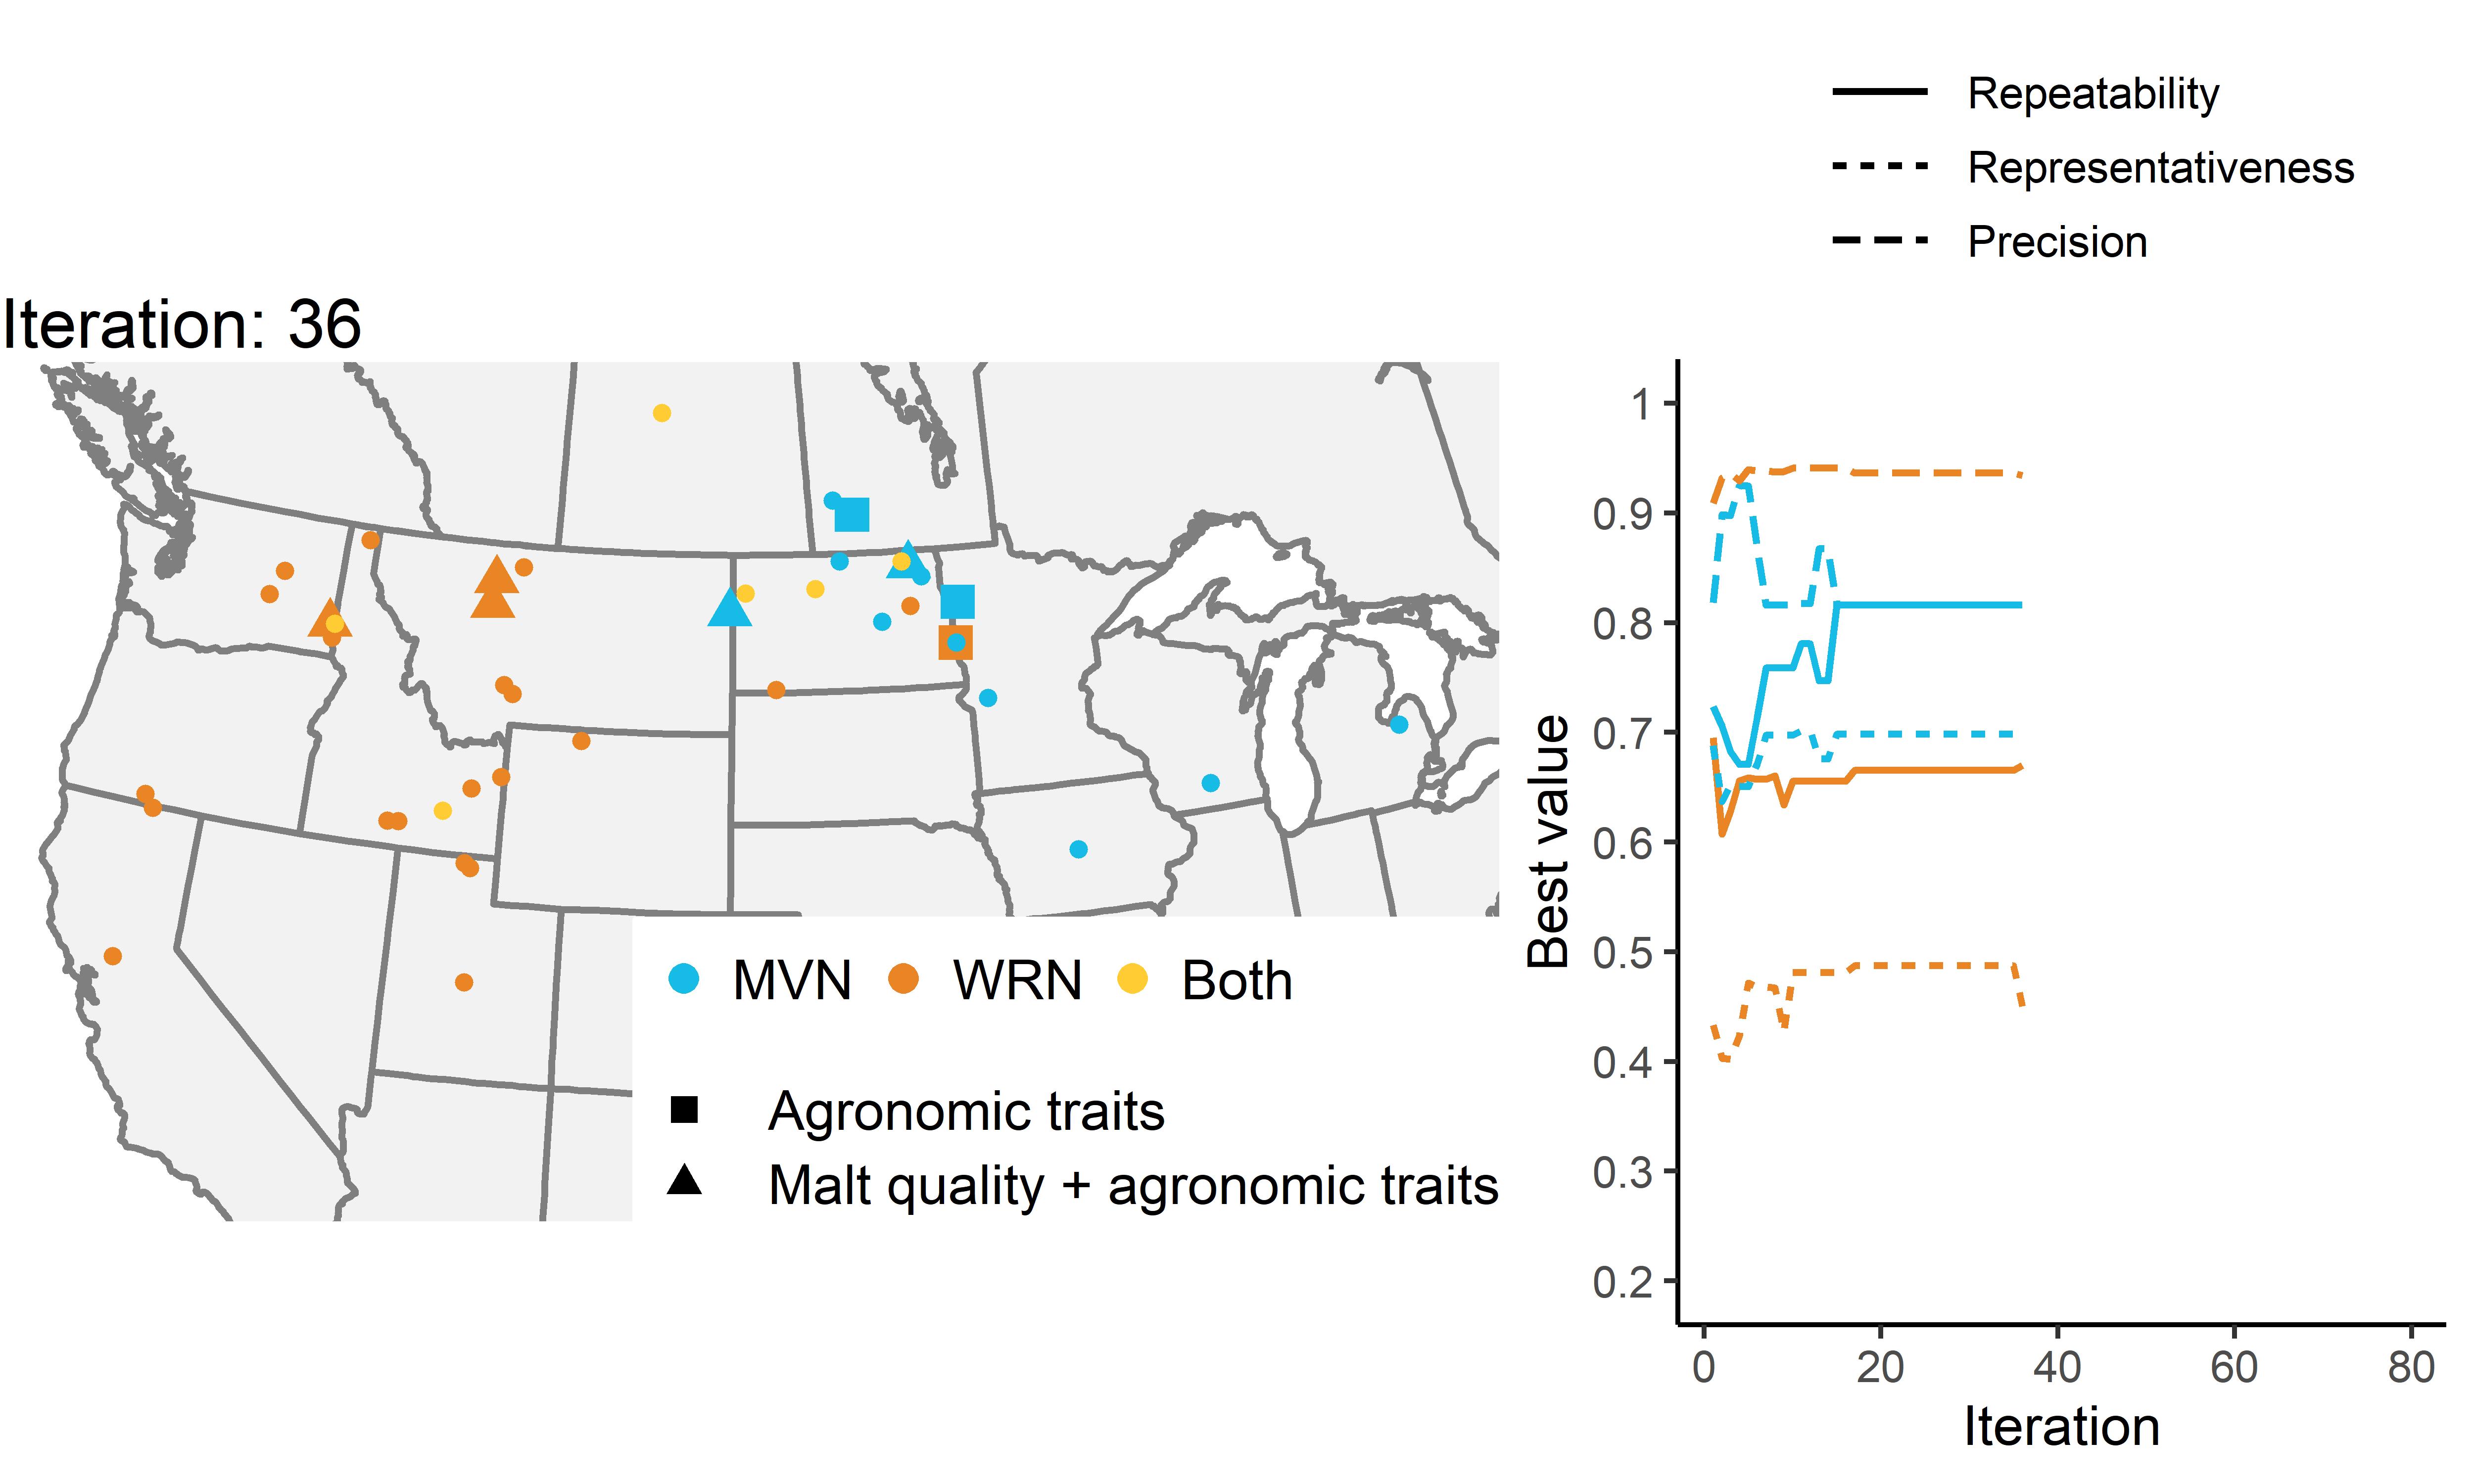 Repeatability
Representativeness
Precision
Iteration: 36
MVN WRN Both
Agronomic traits
Malt quality + agronomic traits
Best value
1
0.9
0.8
0.7
0.6
0.5
0.4
0.3
0.2
0 20 40 60 80
Iteration